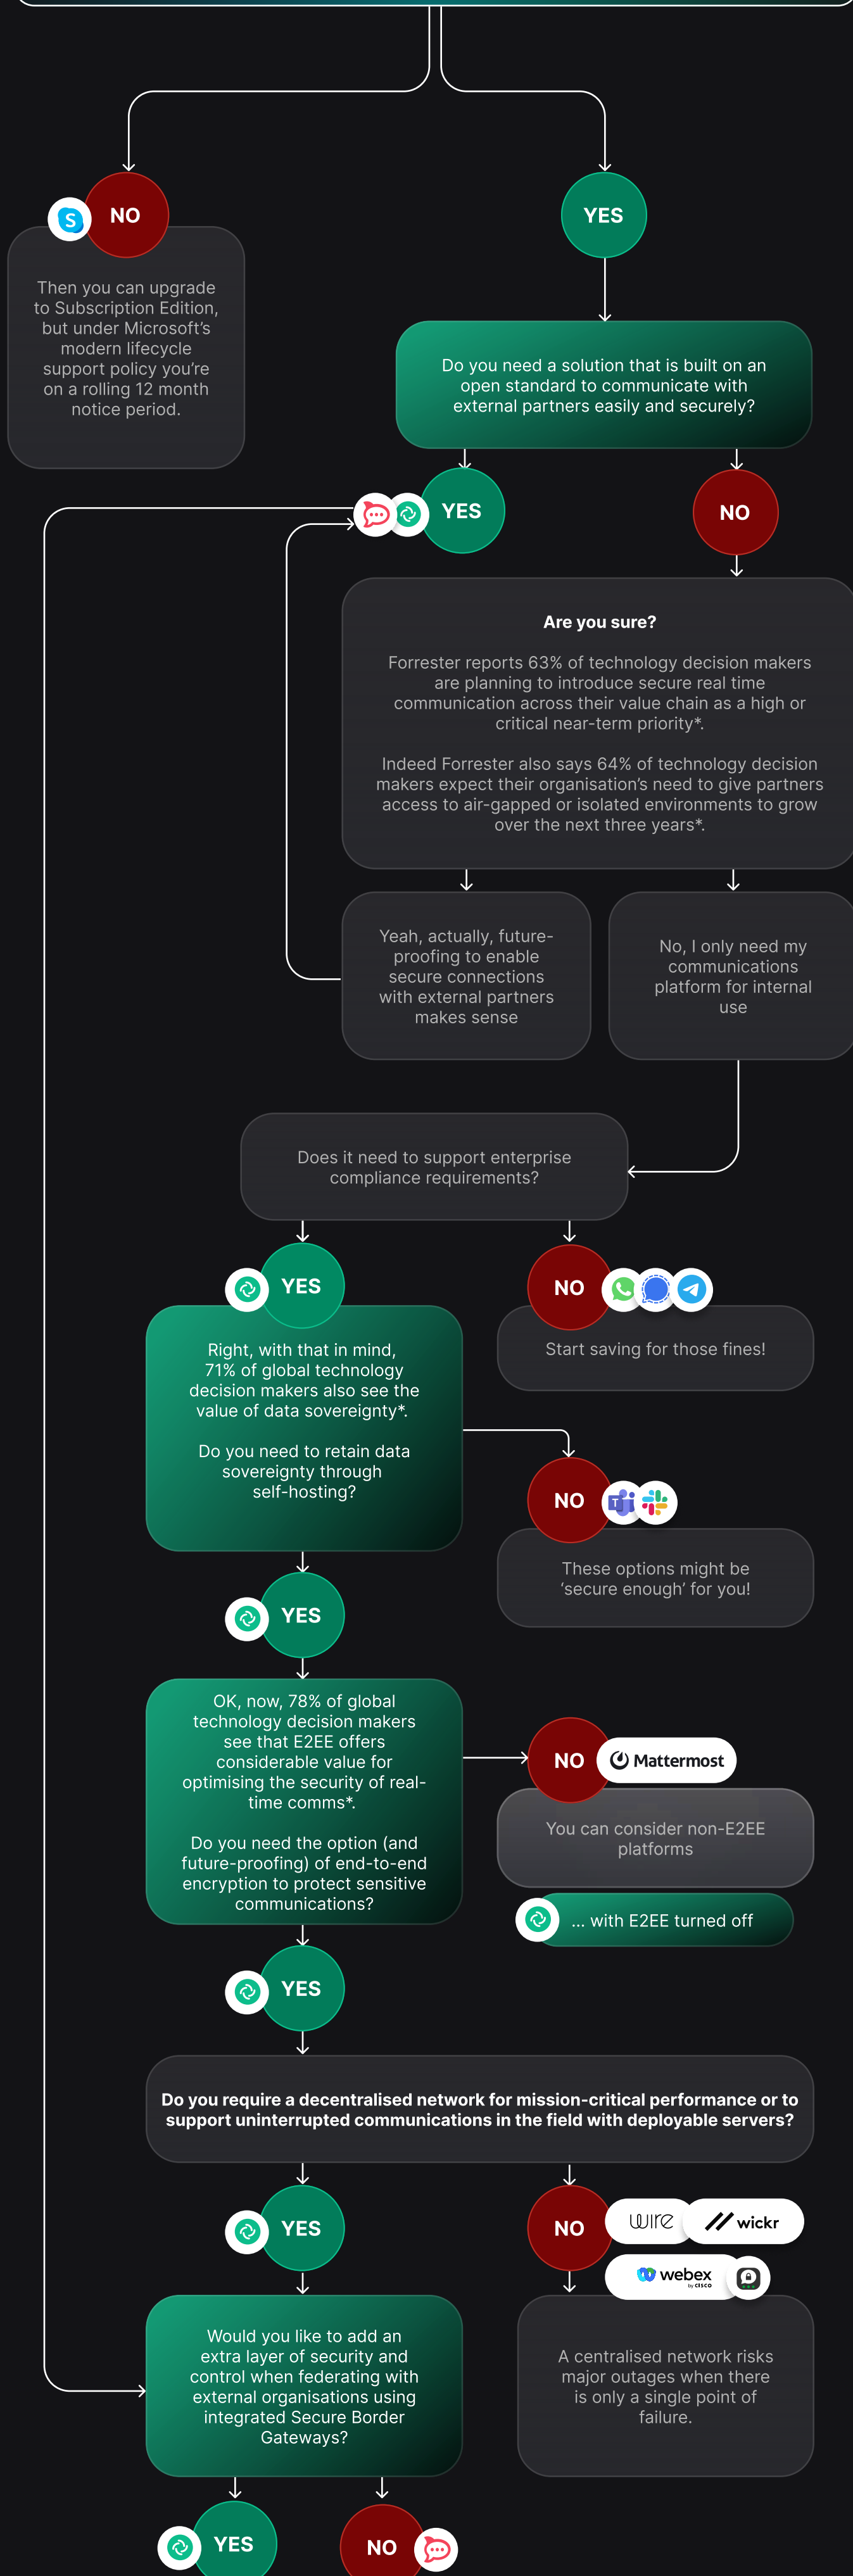 NO
YES
Then you can upgrade
to Subscription Edition,
but under Microsoft's
modern lifecycle
support policy you're
on a rolling 12 month
notice period.
Do you need a solution that is built on an
open standard to communicate with
external partners easily and securely?
YES
NO
Are you sure?
Forrester reports 63% of technology decision makers
are planning to introduce secure real time
communication across their value chain as a high or
critical near-term priority*.
Indeed Forrester also says 64% of technology decision
makers expect their organisation's need to give partners
access to air-gapped or isolated environments to grow
over the next three years*.
Yeah, actually, future-
proofing to enable
secure connections
with external partners
makes sense
No, I only need my
communications
platform for internal
use
Does it need to support enterprise
compliance requirements?
YES
NO
Right, with that in mind,
71% of global technology
decision makers also see the
value of data sovereignty*.
Do you need to retain data
sovereignty through
self-hosting?
Start saving for those fines!
NO
These options might be
'secure enough' for you!
YES
OK, now, 78% of global
technology decision makers
see that E2EE offers
considerable value for
optimising the security of real-
time comms*.
Do you need the option (and
future-proofing) of end-to-end
encryption to protect sensitive
communications?
NO
Mattermost
You can consider non-E2EE
platforms
... with E2EE turned off
YES
Do you require a decentralised network for mission-critical performance or to
support uninterrupted communications in the field with deployable servers?
YES
NO
wire
wickr
webex
by CISCO
Would you like to add an
extra layer of security and
control when federating with
external organisations using
integrated Secure Border
Gateways?
A centralised network risks
major outages when there
is only a single point of
failure.
YES
NO